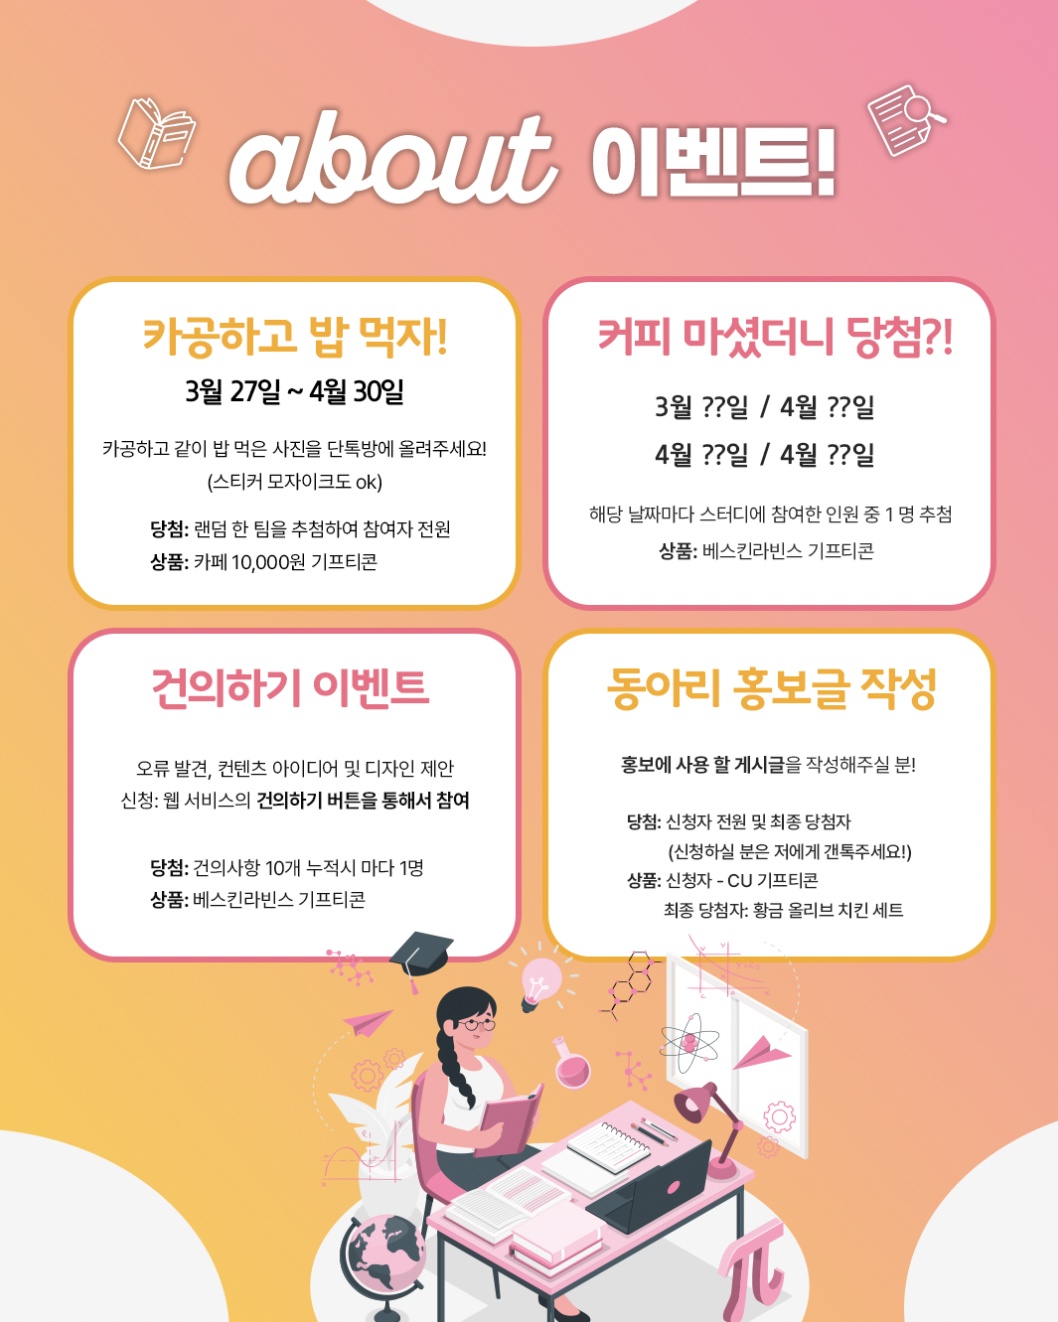 about 이벤트!
카공하고 밥 먹자!
3월 27일 ~ 4월 30일
카공하고 같이 밥 먹은 사진을 단톡방에 올려주세요!
(스티커 모자이크도 ok)
당첨: 랜덤 한 팀을 추첨하여 참여자 전원
상품: 카페 10,000원 기프티콘
커피 마셨더니 당첨?!
3월 ??일 / 4월 ??일
4월 ??일 / 4월 ??일
해당 날짜마다 스터디에 참여한 인원 중 1 명 추첨
상품: 베스킨라빈스 기프티콘
건의하기 이벤트
오류 발견, 컨텐츠 아이디어 및 디자인 제안
신청: 웹 서비스의 건의하기 버튼을 통해서 참여
당첨: 건의사항 10개 누적시 마다 1명
상품: 베스킨라빈스 기프티콘
동아리 홍보글 작성
홍보에 사용 할 게시글을 작성해주실 분!
당첨: 신청자 전원 및 최종 당첨자
(신청하실 분은 저에게 갠톡주세요!)
상품: 신청자 - CU 기프티콘
최종 당첨자: 황금 올리브 치킨 세트
π